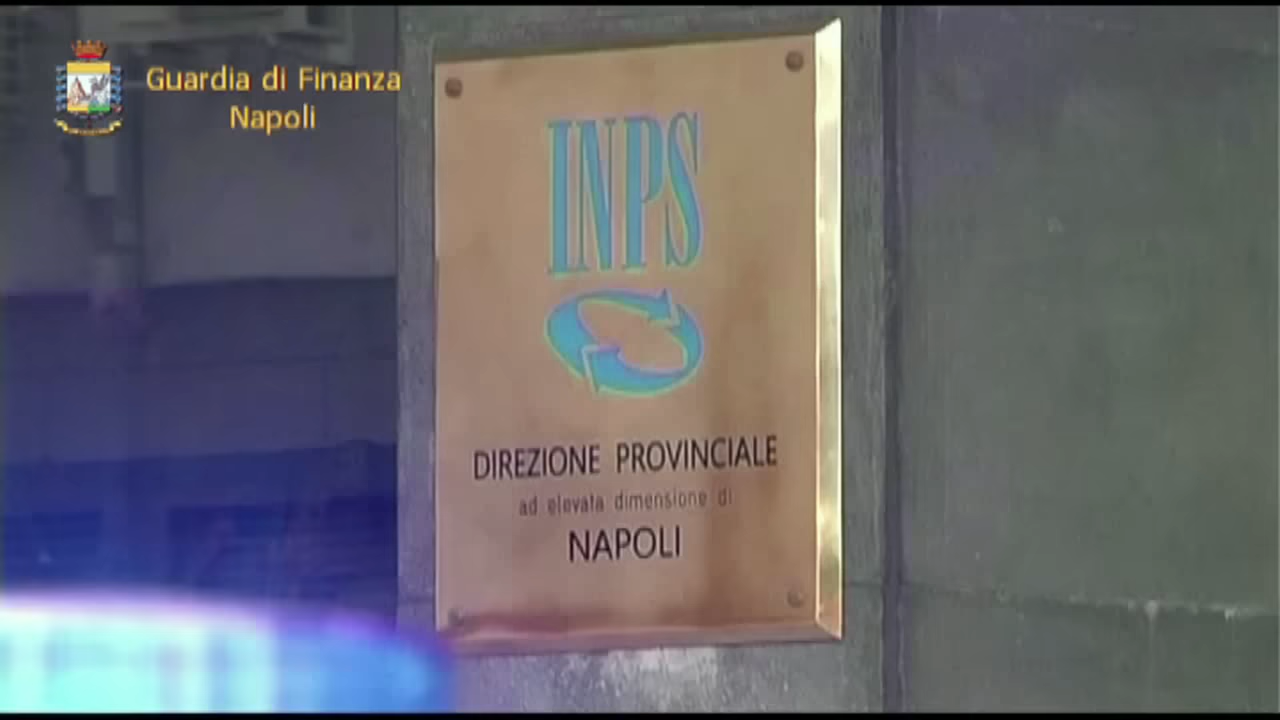 Guardia di Finanza
Napoli
INPS
DIREZIONE PROVINCIALE
ad elevata dimensione di
NAPOLI